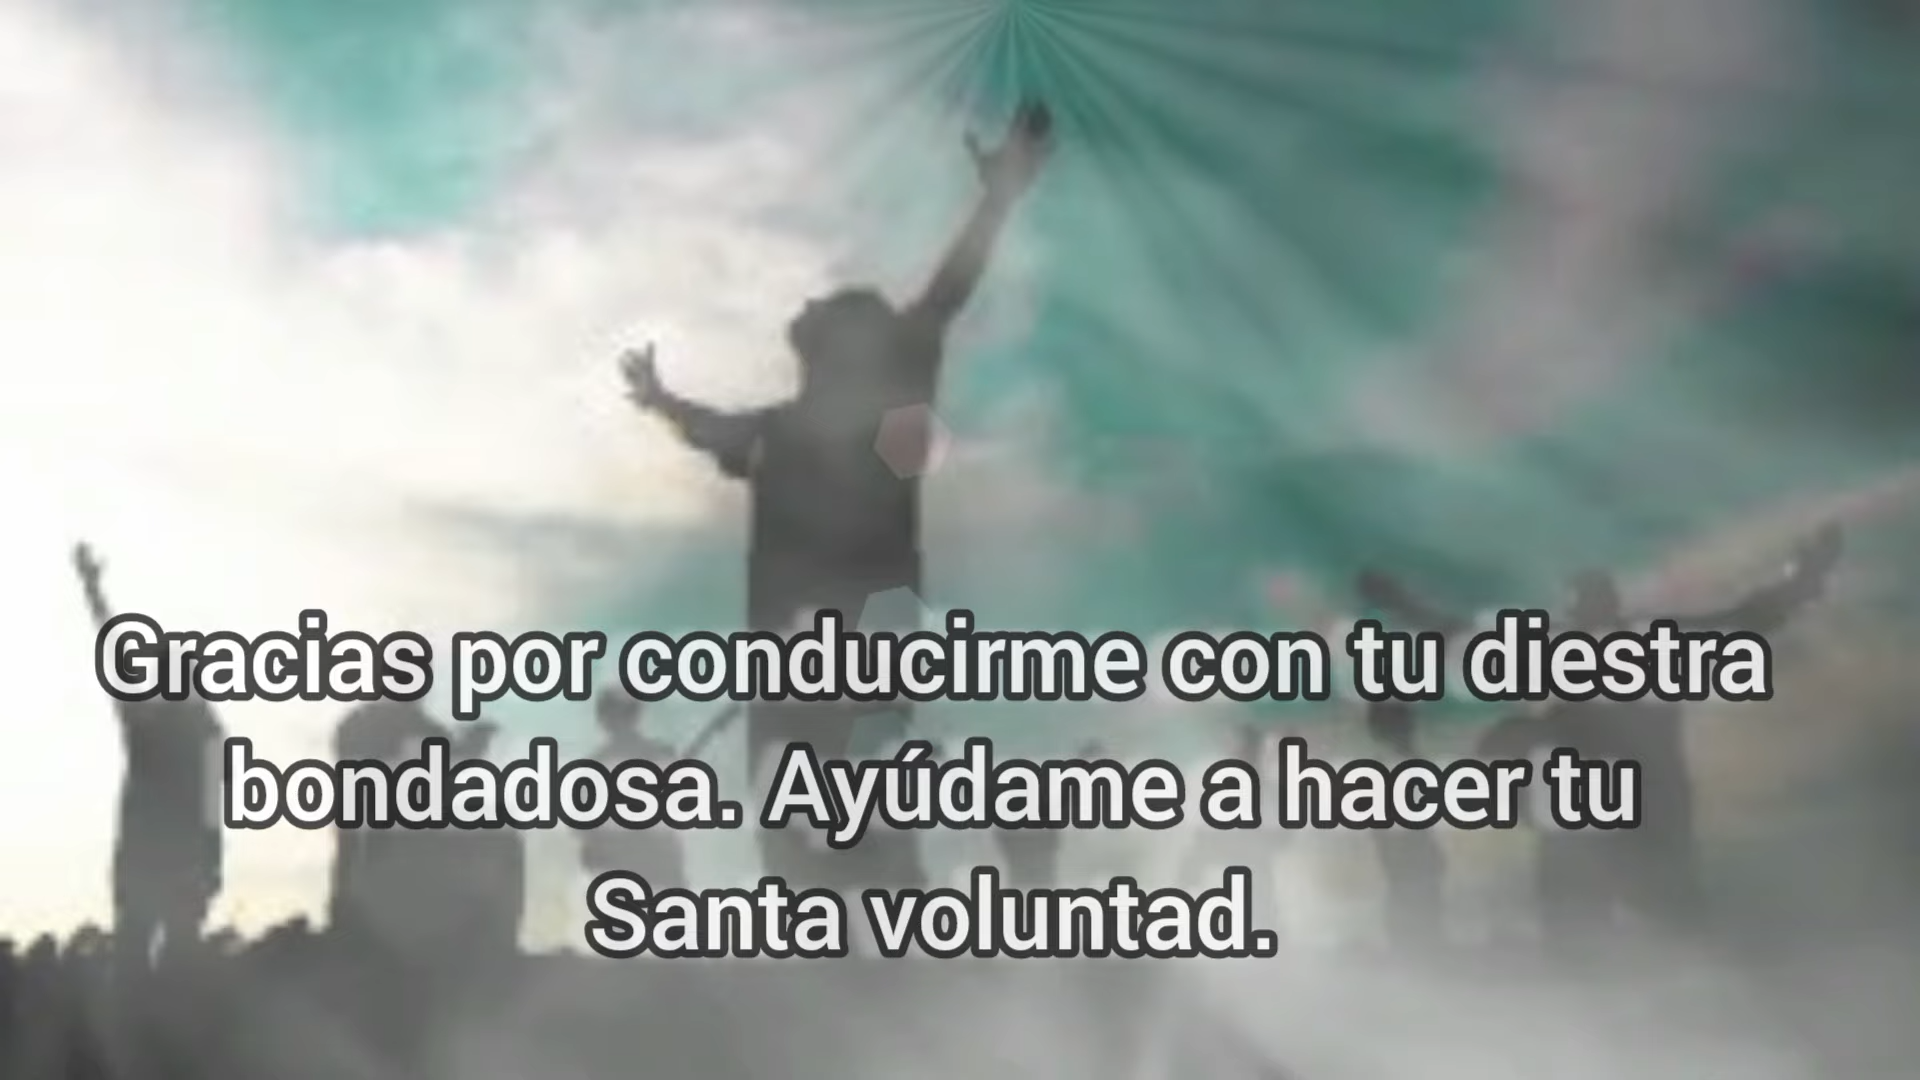 Gracias por conducirme con tu diestra
bondadosa. Ayúdame a hacer tu
Santa voluntad.